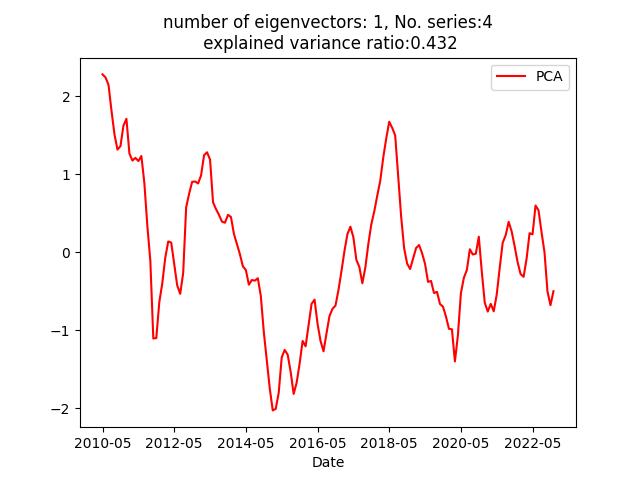 number of eigenvectors: 1, No. series:4
explained variance ratio:0.432
PCA
2
1
0
−1
−2
2010-05 2012-05 2014-05 2016-05 2018-05 2020-05 2022-05
Date